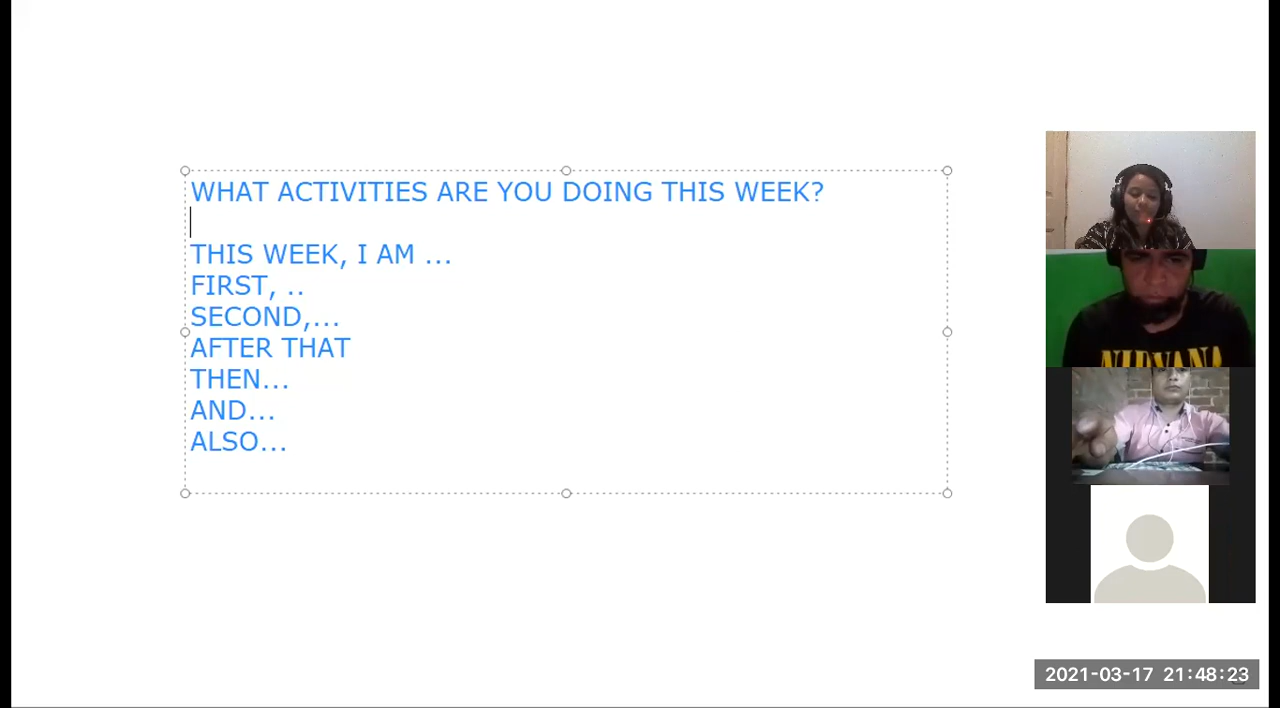 WHAT ACTIVITIES ARE YOU DOING THIS WEEK?
THIS WEEK, I AM ...
FIRST, ..
SECOND,...
AFTER THAT
THEN...
AND...
ALSO...
NIRVANA
2021-03-17 21:48:23